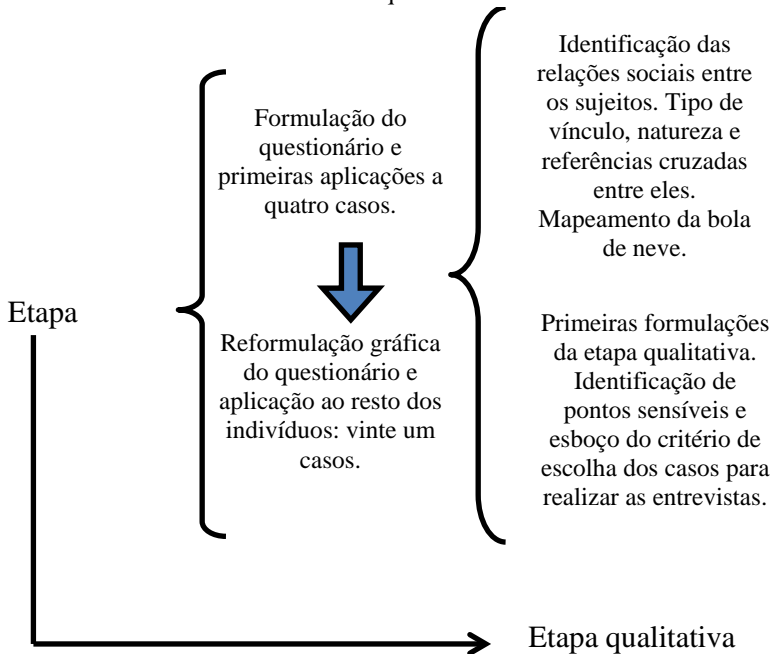 Formulação do
questionário e
primeiras aplicações a
quatro casos.
Reformulação gráfica
do questionário e
aplicação ao resto dos
indivíduos: vinte um
casos.
Identificação das
relações sociais entre
os sujeitos. Tipo de
vínculo, natureza e
referências cruzadas
entre eles.
Mapeamento da bola
de neve.
Primeiras formulações
da etapa qualitativa.
Identificação de
pontos sensíveis e
esboço do critério de
escolha dos casos para
realizar as entrevistas.
Etapa
Etapa qualitativa